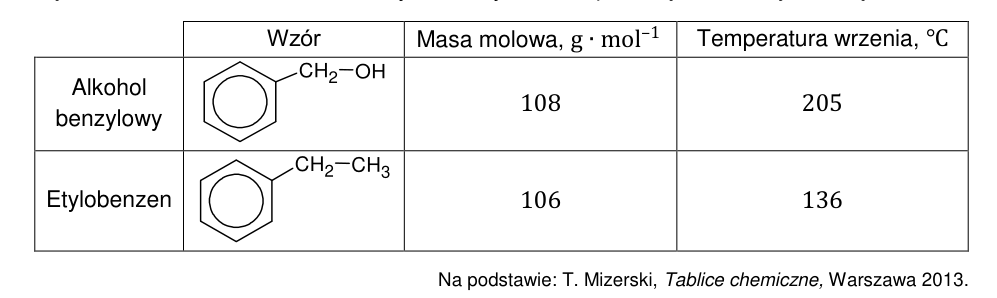 Wzór Masa molowa, g · mol⁻¹ Temperatura wrzenia, °C
Alkohol benzylowy CH₂–OH 108 205
Etylobenzen CH₂–CH₃ 106 136
Na podstawie: T. Mizerski, Tablice chemiczne, Warszawa 2013.